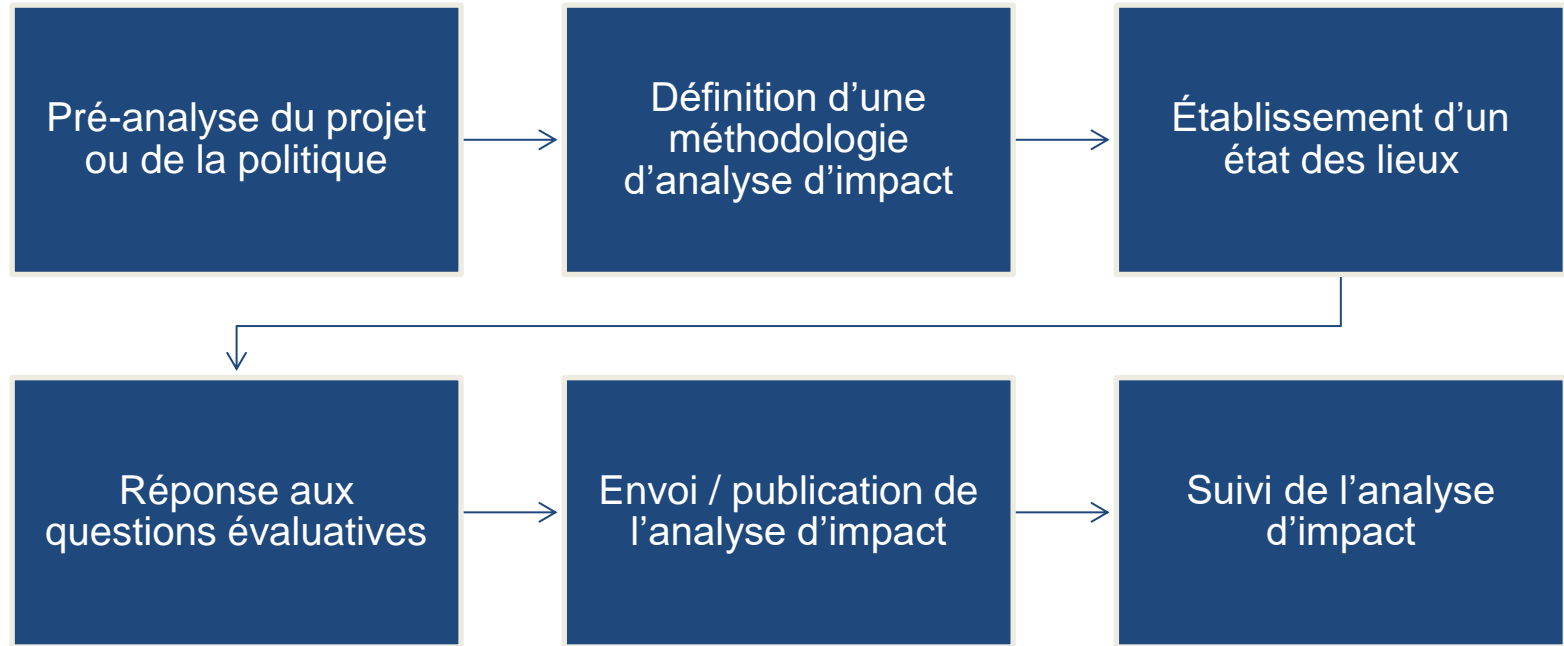 Pré-analyse du projet
ou de la politique
Définition d’une
méthodologie
d’analyse d’impact
Établissement d’un
état des lieux
Réponse aux
questions évaluatives
Envoi / publication de
l’analyse d’impact
Suivi de l’analyse
d’impact